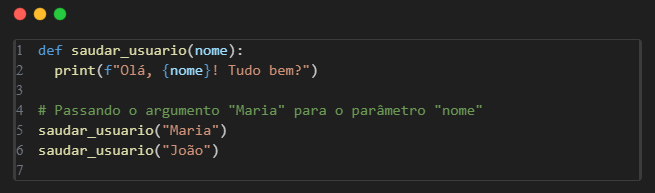 1 def saudar_usuario(nome):
2   print(f"Olá, {nome}! Tudo bem?")
3
4 # Passando o argumento "Maria" para o parâmetro "nome"
5 saudar_usuario("Maria")
6 saudar_usuario("João")
7